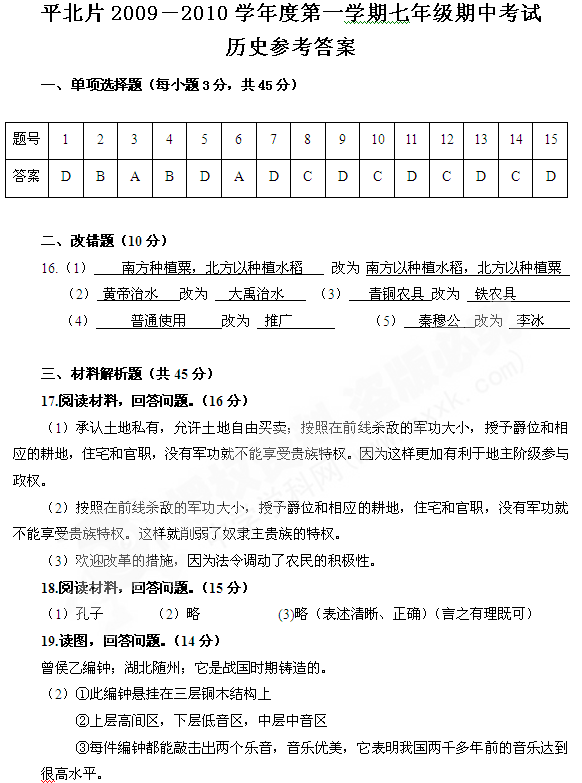 平北片2009－2010学年度第一学期七年级期中考试
历史参考答案
一、单项选择题（每小题3分，共45分）
题号 1 2 3 4 5 6 7 8 9 10 11 12 13 14 15
答案 D B A B D A D C D C D C D C D
二、改错题（10分）
16.（1） 南方种植粟，北方以种植水稻 改为 南方以种植水稻，北方以种植粟
（2） 黄帝治水 改为 大禹治水 （3） 青铜农具 改为 铁农具
（4） 普通使用 改为 推广 （5） 秦穆公 改为 李冰
三、材料解析题（共45分）
17.阅读材料，回答问题。（16分）
（1）承认土地私有，允许土地自由买卖；按照在前线杀敌的军功大小，授予爵位和相
应的耕地，住宅和官职，没有军功就不能享受贵族特权。因为这样更加有利于地主阶级参与
政权。
（2）按照在前线杀敌的军功大小，授予爵位和相应的耕地，住宅和官职，没有军功就
不能享受贵族特权。这样就削弱了奴隶主贵族的特权。
（3）欢迎改革的措施，因为法令调动了农民的积极性。
18.阅读材料，回答问题。（15分）
（1）孔子 （2）略 (3)略（表述清晰、正确）（言之有理既可）
19.读图，回答问题。（14分）
曾侯乙编钟；湖北随州；它是战国时期铸造的。
（2）①此编钟悬挂在三层铜木结构上
②上层高间区，下层低音区，中层中音区
③每件编钟都能敲击出两个乐音，音乐优美，它表明我国两千多年前的音乐达到
很高水平。